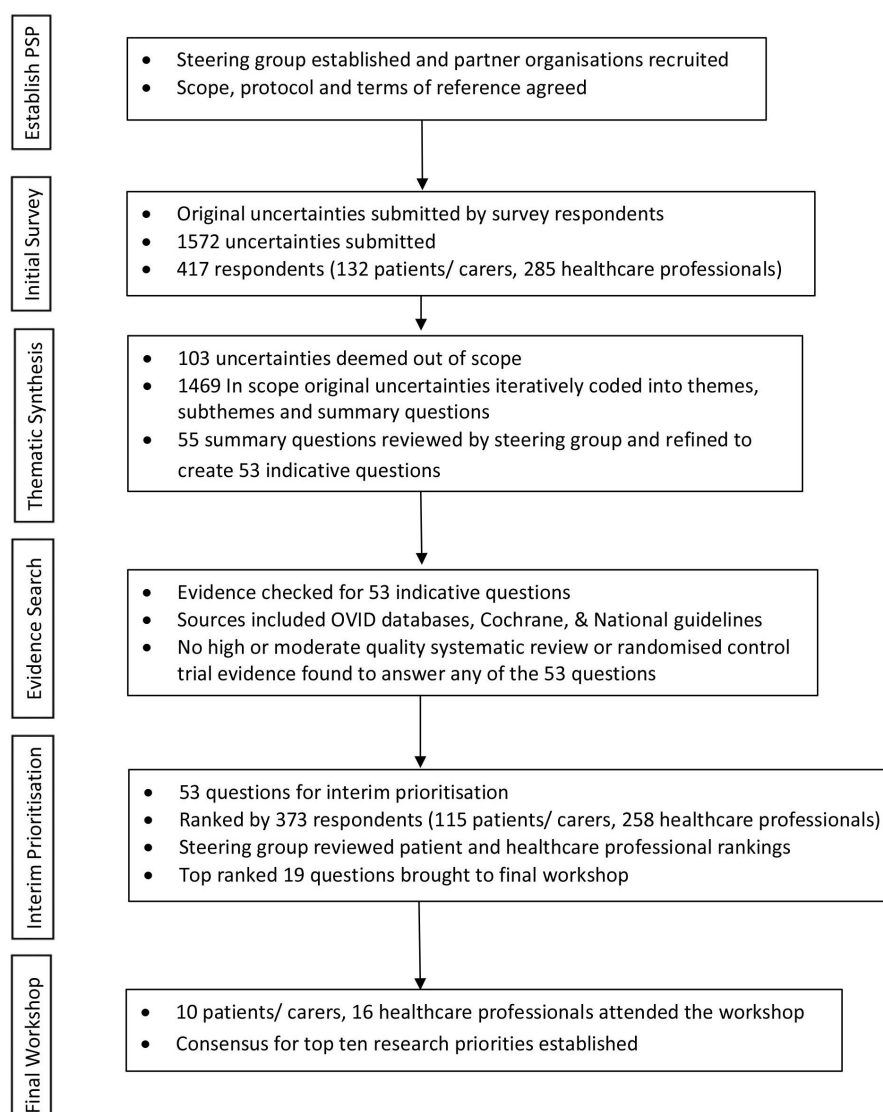 Establish PSP
• Steering group established and partner organisations recruited
• Scope, protocol and terms of reference agreed
Initial Survey
• Original uncertainties submitted by survey respondents
• 1572 uncertainties submitted
• 417 respondents (132 patients/ carers, 285 healthcare professionals)
Thematic Synthesis
• 103 uncertainties deemed out of scope
• 1469 In scope original uncertainties iteratively coded into themes,
subthemes and summary questions
• 55 summary questions reviewed by steering group and refined to
create 53 indicative questions
Evidence Search
• Evidence checked for 53 indicative questions
• Sources included OVID databases, Cochrane, & National guidelines
• No high or moderate quality systematic review or randomised control
trial evidence found to answer any of the 53 questions
Interim Prioritisation
• 53 questions for interim prioritisation
• Ranked by 373 respondents (115 patients/ carers, 258 healthcare professionals)
• Steering group reviewed patient and healthcare professional rankings
• Top ranked 19 questions brought to final workshop
Final Workshop
• 10 patients/ carers, 16 healthcare professionals attended the workshop
• Consensus for top ten research priorities established